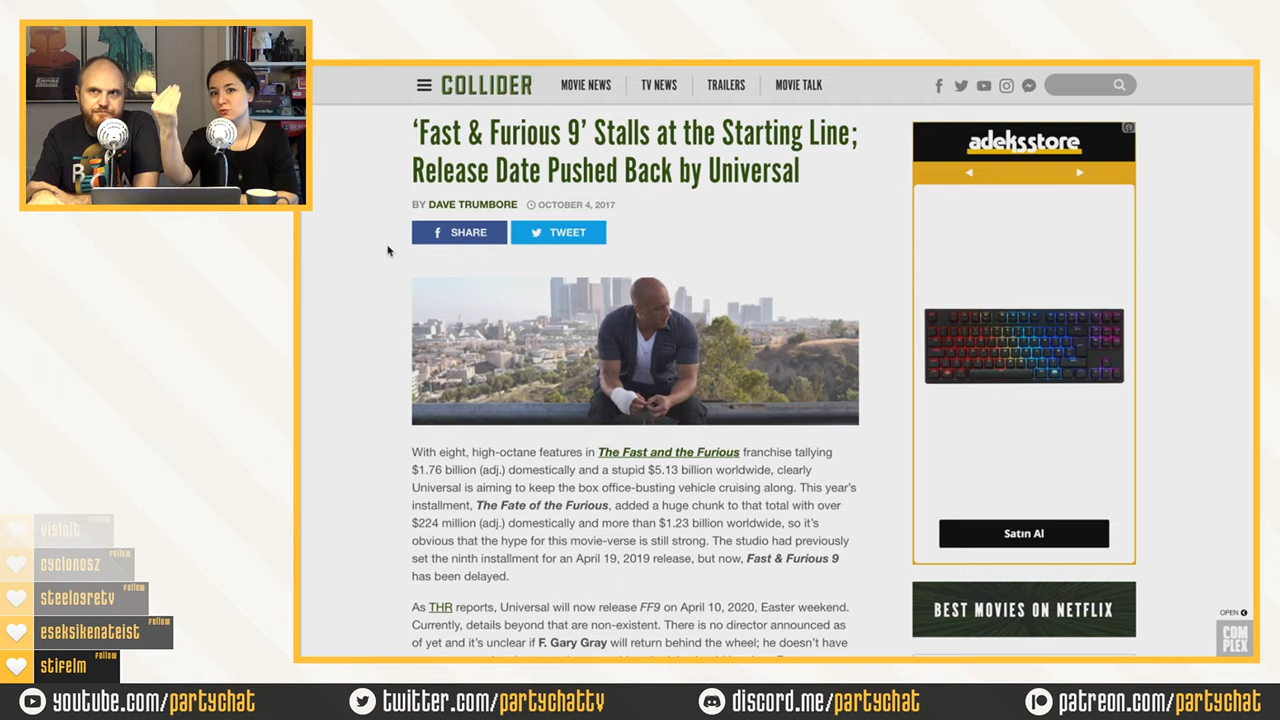 COLLIDER
MOVIE NEWS
TV NEWS
TRAILERS
MOVIE TALK
'Fast & Furious 9' Stalls at the Starting Line;
Release Date Pushed Back by Universal
BY DAVE TRUMBORE OCTOBER 4, 2017
SHARE
TWEET
With eight, high-octane features in The Fast and the Furious franchise tallying
$1.76 billion (adj.) domestically and a stupid $5.13 billion worldwide, clearly
Universal is aiming to keep the box office-busting vehicle cruising along. This year's
installment, The Fate of the Furious, added a huge chunk to that total with over
$224 million (adj.) domestically and more than $1.23 billion worldwide, so it's
obvious that the hype for this movie-verse is still strong. The studio had previously
set the ninth installment for an April 19, 2019 release, but now, Fast & Furious 9
has been delayed.
As THR reports, Universal will now release FF9 on April 10, 2020, Easter weekend.
Currently, details beyond that are non-existent. There is no director announced as
of yet and it's unclear if F. Gary Gray will return behind the wheel; he doesn't have
adeksstore
Satın Al
BEST MOVIES ON NETFLIX
OPEN
COM
PLEX
visiolt Follow
cyclonosz Follow
steelosretv Follow
eseksikenateist Follow
stifelm Follow
youtube.com/partychat
twitter.com/partychattv
discord.me/partychat
patreon.com/partychat